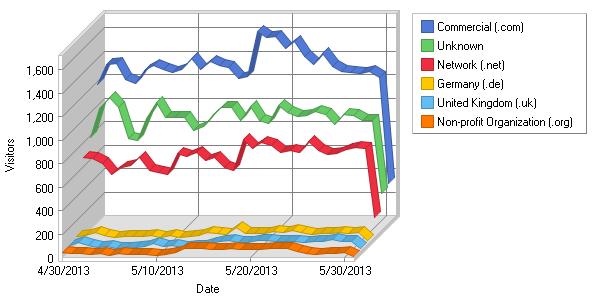 Commercial (.com)
Unknown
Network (.net)
Germany (.de)
United Kingdom (.uk)
Non-profit Organization (.org)
Visitors
1,600
1,400
1,200
1,000
800
600
400
200
0
4/30/2013 5/10/2013 5/20/2013 5/30/2013
Date